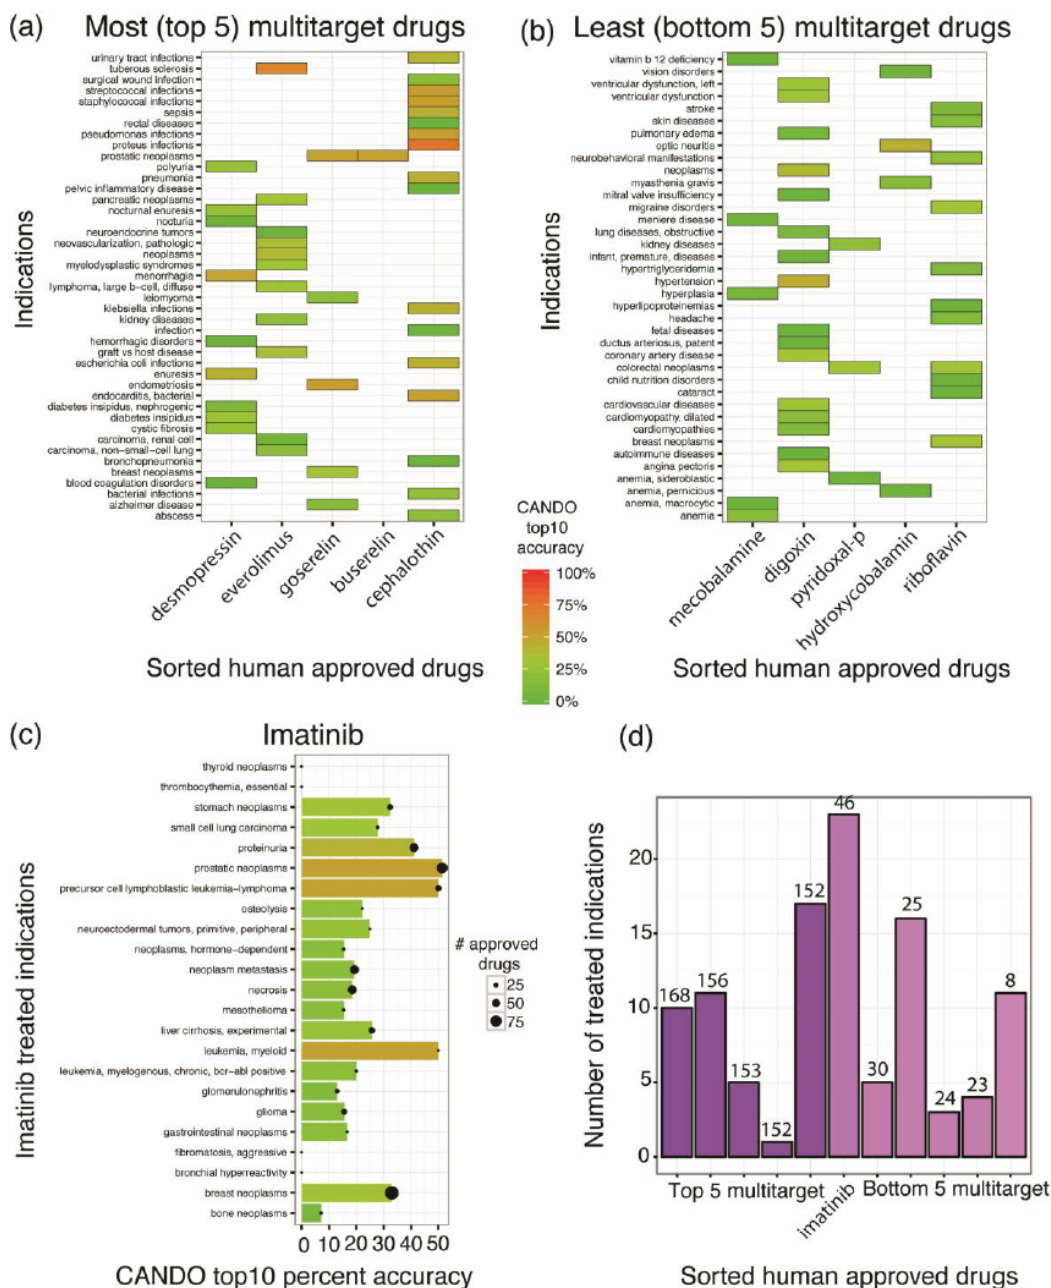 (a) Most (top 5) multitarget drugs
Indications
urinary tract infections
tuberous sclerosis
surgical wound infection
streptococcal infections
staphylococcal infections
sepsis
rectal diseases
pseudomonas infections
proteus infections
prostatic neoplasms
polyuria
pneumonia
pelvic inflammatory disease
pancreatic neoplasms
nocturnal enuresis
nocturia
neuroendocrine tumors
neovascularization, pathologic
neoplasms
myelodysplastic syndromes
menorrhagia
lymphoma, large b-cell, diffuse
leiomyoma
klebsiella infections
kidney diseases
infection
hemorrhagic disorders
graft vs host disease
escherichia coli infections
enuresis
endometriosis
endocarditis, bacterial
diabetes insipidus, nephrogenic
diabetes insipidus
cystic fibrosis
carcinoma, renal cell
carcinoma, non-small-cell lung
bronchopneumonia
breast neoplasms
blood coagulation disorders
bacterial infections
alzheimer disease
abscess
desmopressin
everolimus
goserelin
buserelin
cephalothin
Sorted human approved drugs
(b) Least (bottom 5) multitarget drugs
Indications
vitamin b 12 deficiency
vision disorders
ventricular dysfunction, left
ventricular dysfunction
stroke
skin diseases
pulmonary edema
optic neuritis
neurobehavioral manifestations
neoplasms
myasthenia gravis
mitral valve insufficiency
migraine disorders
meniere disease
lung diseases, obstructive
kidney diseases
infant, premature, diseases
hypertriglyceridemia
hypertension
hyperplasia
hyperlipoproteinemias
headache
fetal diseases
ductus arteriosus, patent
coronary artery disease
colorectal neoplasms
child nutrition disorders
cataract
cardiovascular diseases
cardiomyopathy, dilated
cardiomyopathies
breast neoplasms
autoimmune diseases
angina pectoris
anemia, sideroblastic
anemia, pernicious
anemia, macrocytic
anemia
mecobalamine
digoxin
pyridoxal-p
hydroxycobalamin
riboflavin
Sorted human approved drugs
CANDO
top10
accuracy
100%
75%
50%
25%
0%
(c) Imatinib
Imatinib treated indications
thyroid neoplasms
thrombocythemia, essential
stomach neoplasms
small cell lung carcinoma
proteinuria
prostatic neoplasms
precursor cell lymphoblastic leukemia-lymphoma
osteolysis
neuroectodermal tumors, primitive, peripheral
neoplasms, hormone-dependent
neoplasm metastasis
necrosis
mesothelioma
liver cirrhosis, experimental
leukemia, myeloid
leukemia, myelogenous, chronic, bcr-abl positive
glomerulonephritis
glioma
gastrointestinal neoplasms
fibromatosis, aggressive
bronchial hyperreactivity
breast neoplasms
bone neoplasms
0 10 20 30 40 50
CANDO top10 percent accuracy
# approved
drugs
25
50
75
(d)
Number of treated indications
20
15
10
5
0
168 156 153 152 152 46 30 25 24 23 8
Top 5 multitarget
imatinib
Bottom 5 multitarget
Sorted human approved drugs